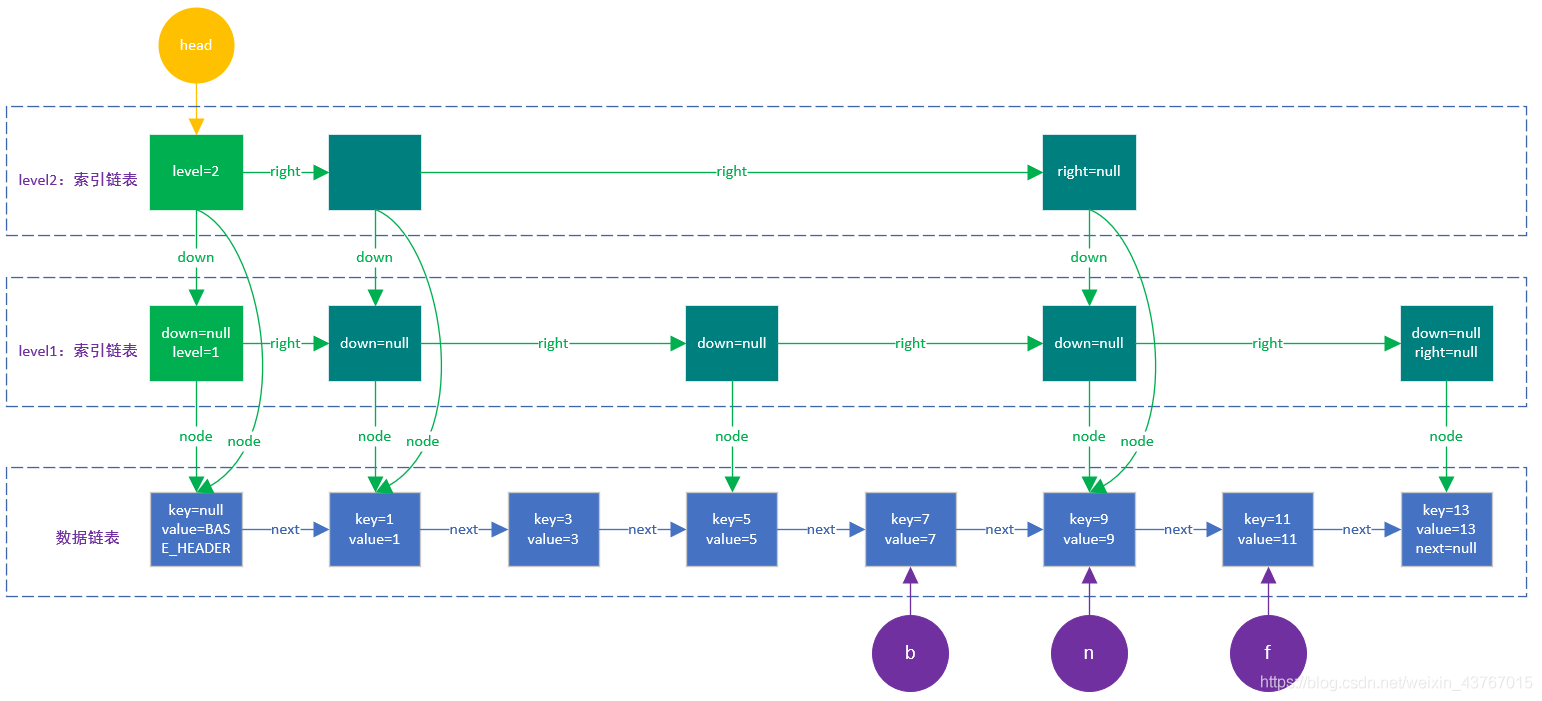 head
level2：索引链表
level=2
right
right
right=null
down
down
down
level1：索引链表
down=null
level=1
right
down=null
right
down=null
right
down=null
right
down=null
right=null
node
node
node
node
node
node
node
node
数据链表
key=null
value=BAS
E_HEADER
next
key=1
value=1
next
key=3
value=3
next
key=5
value=5
next
key=7
value=7
next
key=9
value=9
next
key=11
value=11
next
key=13
value=13
next=null
b
n
f
https://blog.csdn.net/weixin_43767015